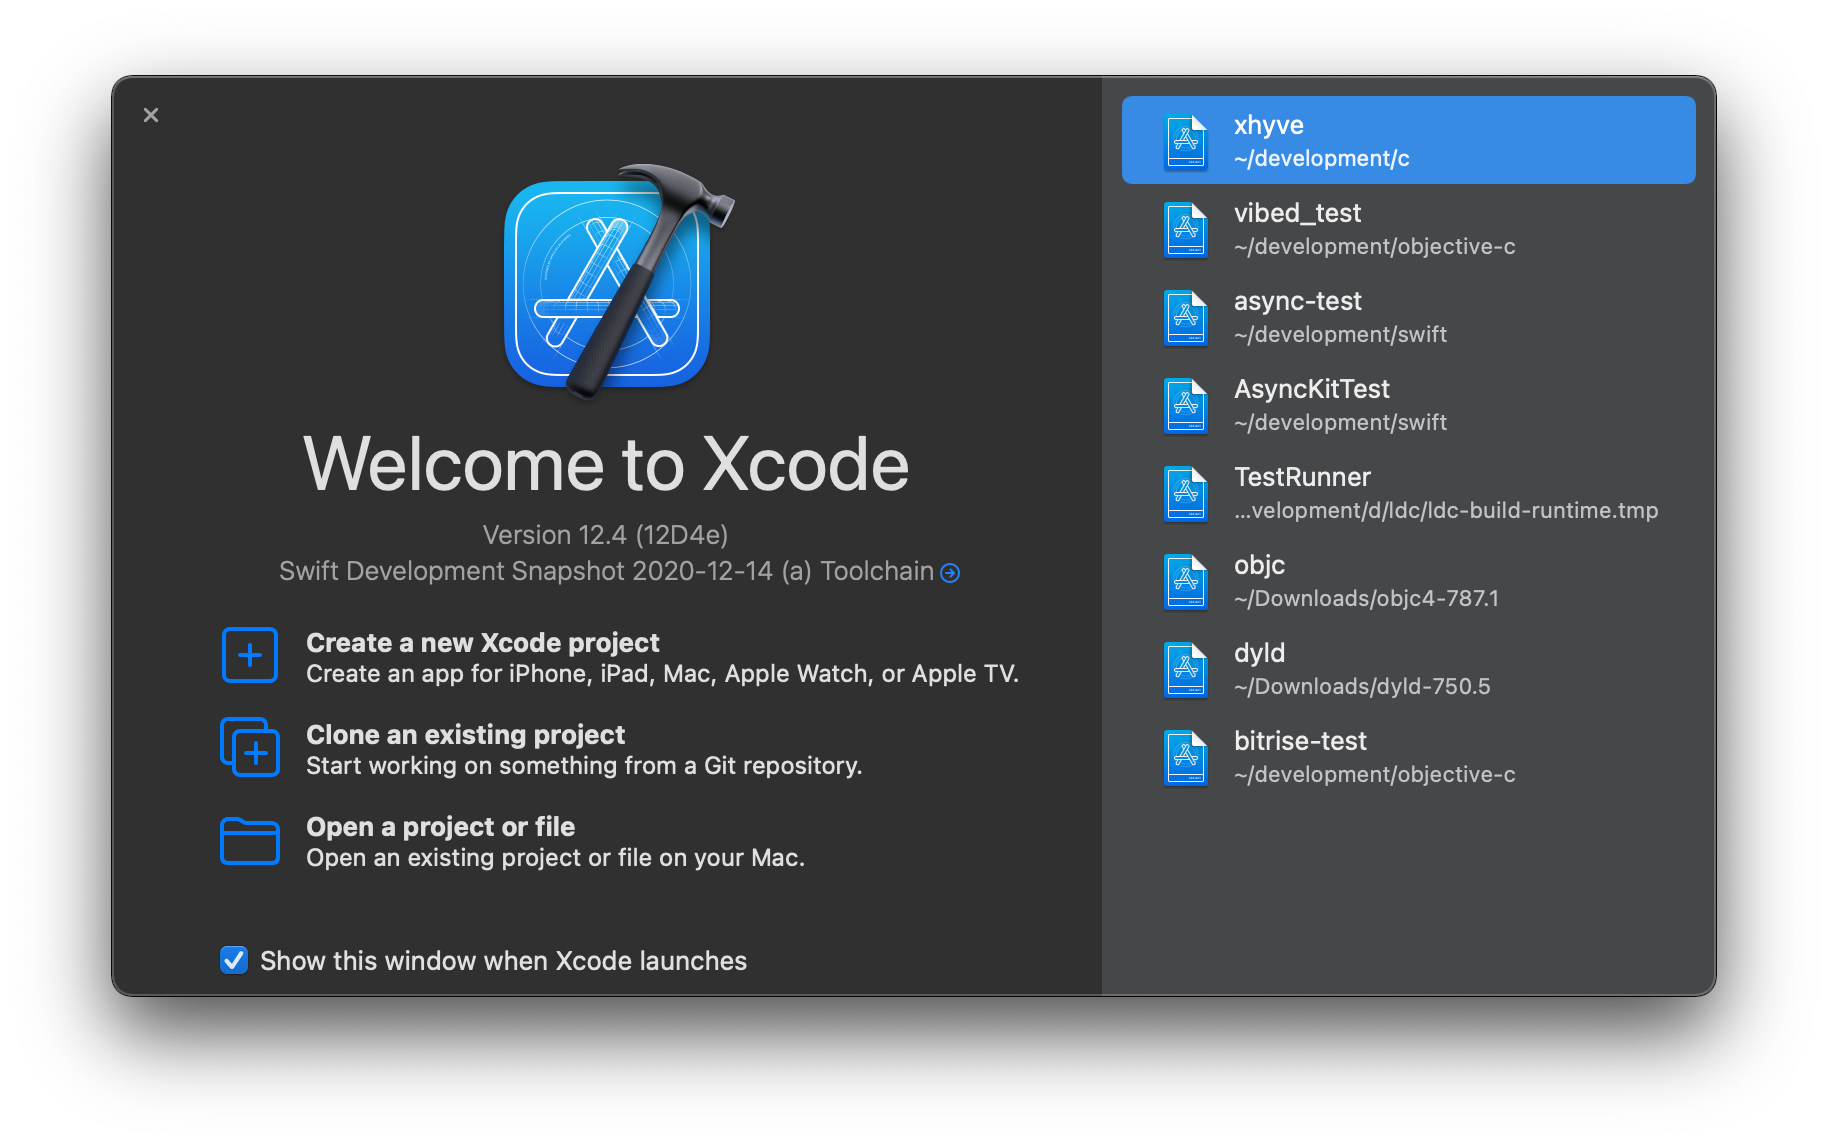 Welcome to Xcode
Version 12.4 (12D4e)
Swift Development Snapshot 2020-12-14 (a) Toolchain
Create a new Xcode project
Create an app for iPhone, iPad, Mac, Apple Watch, or Apple TV.
Clone an existing project
Start working on something from a Git repository.
Open a project or file
Open an existing project or file on your Mac.
Show this window when Xcode launches
xhyve
~/development/c
vibed_test
~/development/objective-c
async-test
~/development/swift
AsyncKitTest
~/development/swift
TestRunner
...velopment/d/ldc/ldc-build-runtime.tmp
objc
~/Downloads/objc4-787.1
dyld
~/Downloads/dyld-750.5
bitrise-test
~/development/objective-c